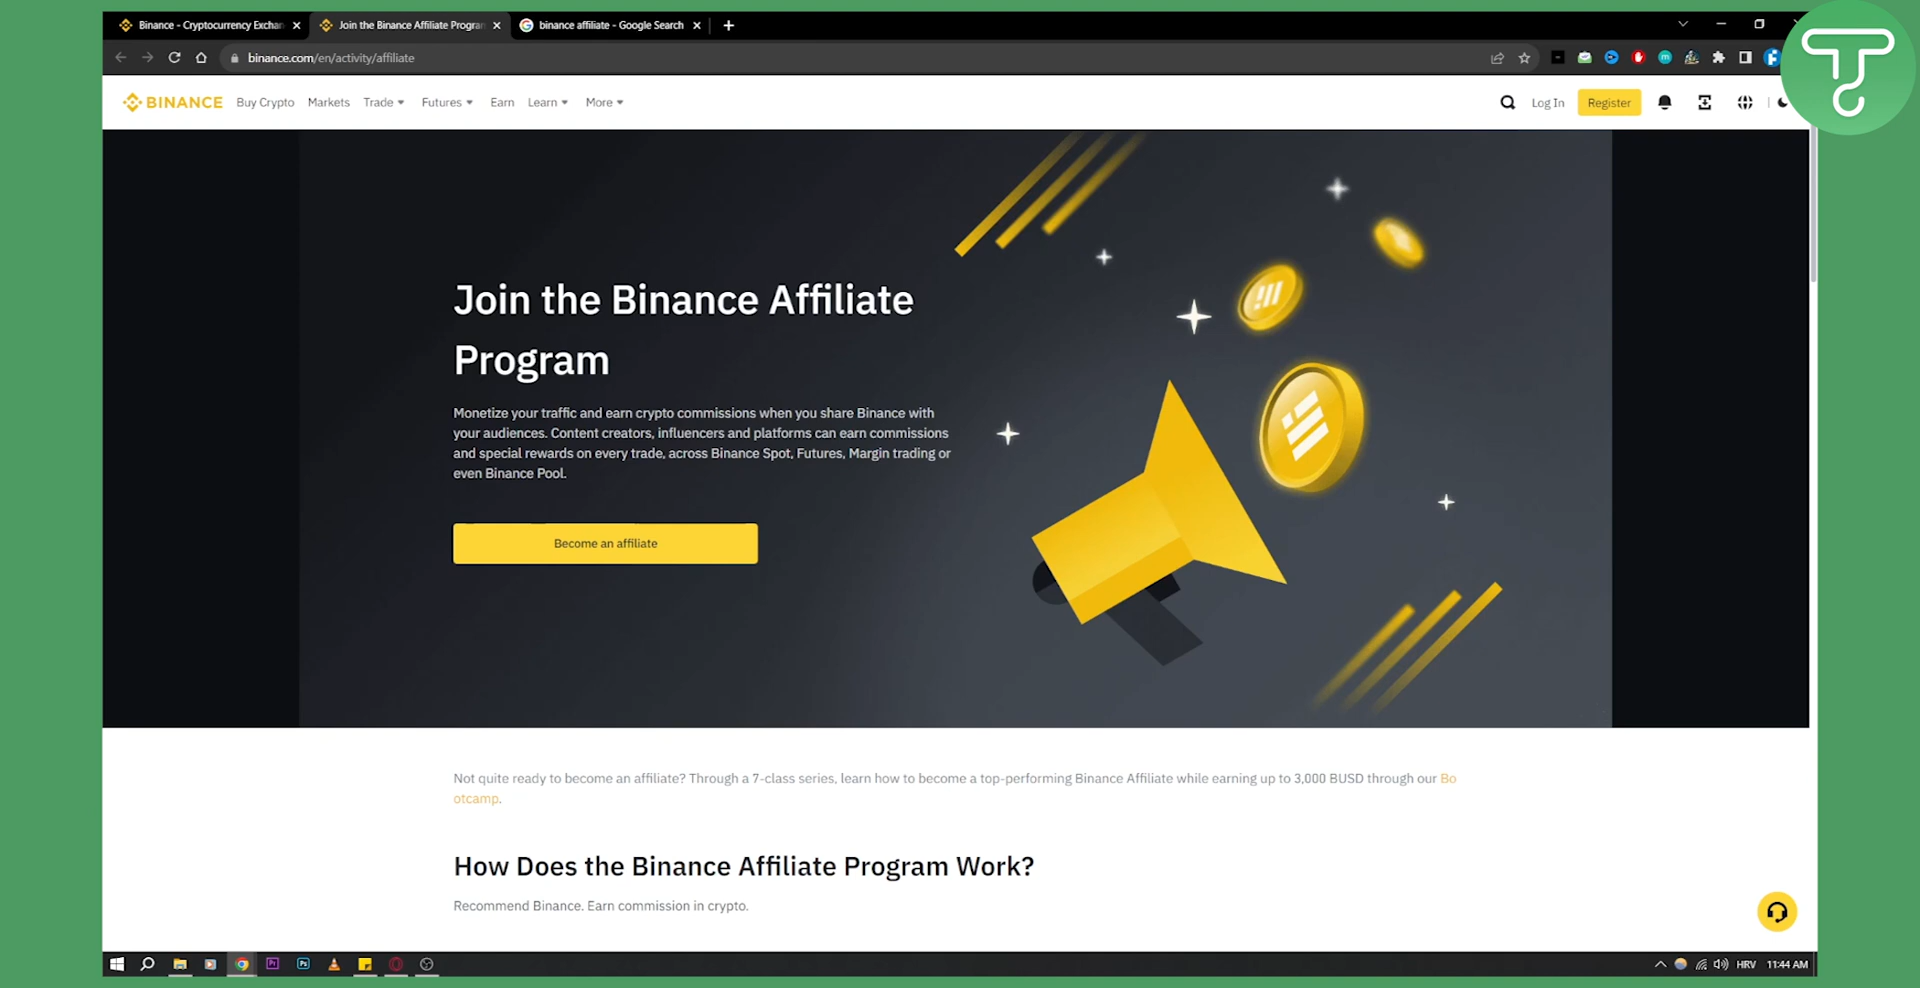 Binance - Cryptocurrency Exchan
Join the Binance Affiliate Progra
binance affiliate - Google Search
binance.com/en/activity/affiliate
BINANCE Buy Crypto Markets Trade Futures Earn Learn More Log In Register
Join the Binance Affiliate
Program
Monetize your traffic and earn crypto commissions when you share Binance with
your audiences. Content creators, influencers and platforms can earn commissions
and special rewards on every trade, across Binance Spot, Futures, Margin trading or
even Binance Pool.
Become an affiliate
Not quite ready to become an affiliate? Through a 7-class series, learn how to become a top-performing Binance Affiliate while earning up to 3,000 BUSD through our Bo
otcamp.
How Does the Binance Affiliate Program Work?
Recommend Binance. Earn commission in crypto.
Pr Ps HRV 11:44 AM